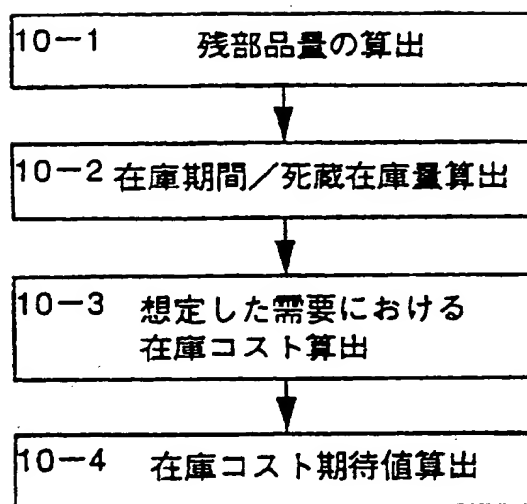 10−1 残部品量の算出
10−2 在庫期間／死蔵在庫量算出
10−3 想定した需要における
在庫コスト算出
10−4 在庫コスト期待値算出